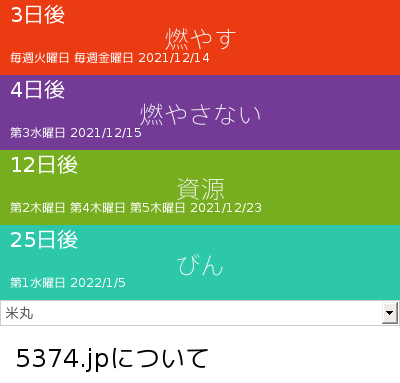 3日後
燃やす
毎週火曜日 毎週金曜日 2021/12/14
4日後
燃やさない
第3水曜日 2021/12/15
12日後
資源
第2木曜日 第4木曜日 第5木曜日 2021/12/23
25日後
びん
第1水曜日 2022/1/5
米丸
5374.jpについて